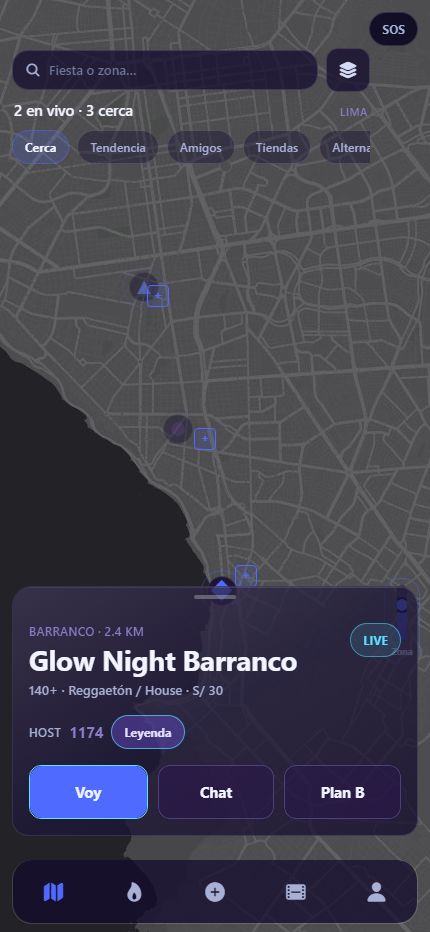 SOS
Fiesta o zona...
2 en vivo · 3 cerca
LIMA
Cerca
Tendencia
Amigos
Tiendas
Alterna
BARRANCO · 2.4 KM
LIVE
Zona
Glow Night Barranco
140+ · Reggaetón / House · S/ 30
HOST 1174 Leyenda
Voy
Chat
Plan B